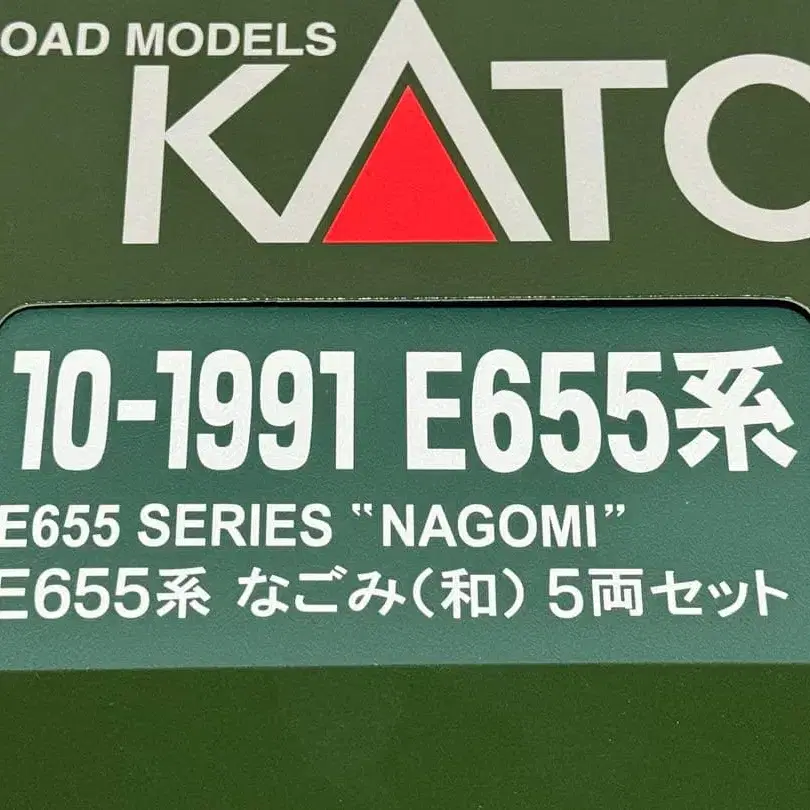 OAD MODELS
KATO
10-1991 E655系
E655 SERIES “NAGOMI”
E655系 なごみ(和) 5両セット